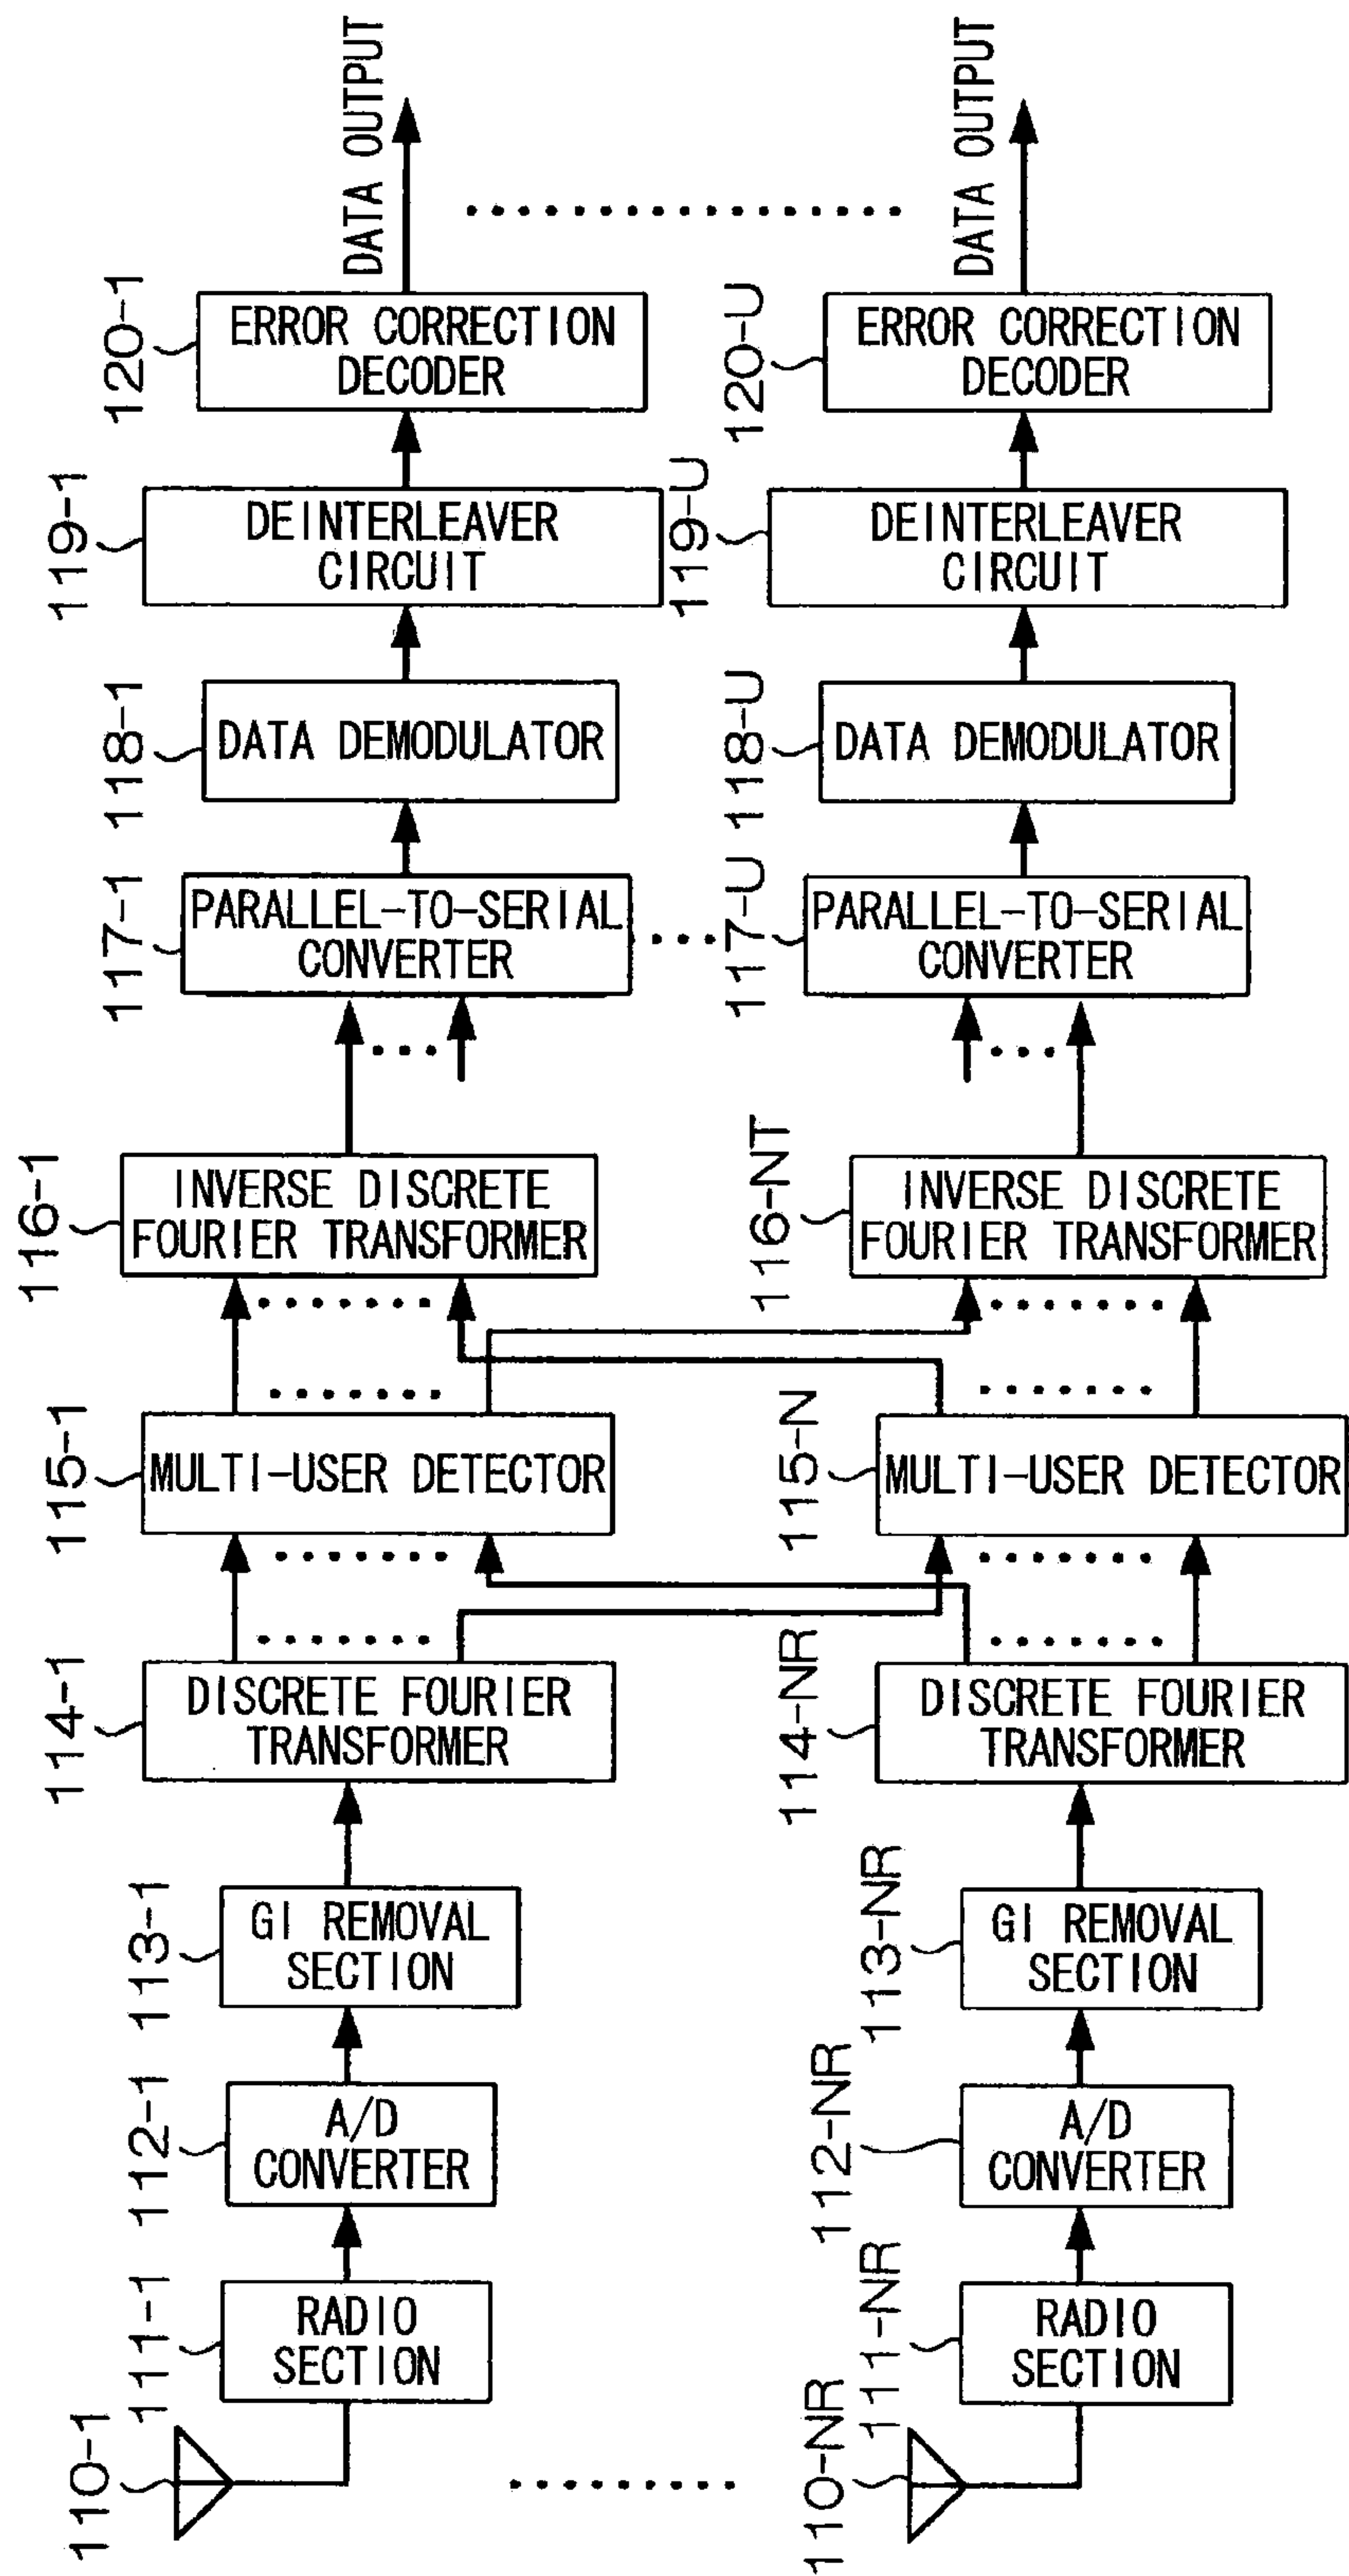 DATA OUTPUT
DATA OUTPUT
120-1
ERROR CORRECTION
DECODER
120-U
ERROR CORRECTION
DECODER
119-1
DEINTERLEAVER
CIRCUIT
119-U
DEINTERLEAVER
CIRCUIT
118-1
DATA DEMODULATOR
118-U
DATA DEMODULATOR
117-1
PARALLEL-TO-SERIAL
CONVERTER
117-U
PARALLEL-TO-SERIAL
CONVERTER
116-1
INVERSE DISCRETE
FOURIER TRANSFORMER
116-NT
INVERSE DISCRETE
FOURIER TRANSFORMER
115-1
MULTI-USER DETECTOR
115-N
MULTI-USER DETECTOR
114-1
DISCRETE FOURIER
TRANSFORMER
114-NR
DISCRETE FOURIER
TRANSFORMER
113-1
GI REMOVAL
SECTION
113-NR
GI REMOVAL
SECTION
112-1
A/D
CONVERTER
112-NR
A/D
CONVERTER
111-1
RADIO
SECTION
111-NR
RADIO
SECTION
110-1
110-NR